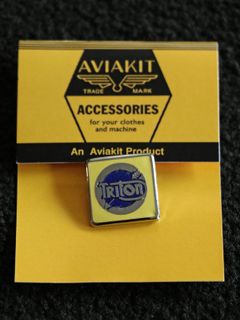 AVIAKIT
TRADE MARK
ACCESSORIES
for your clothes
and machine
An Aviakit Product
TRITON